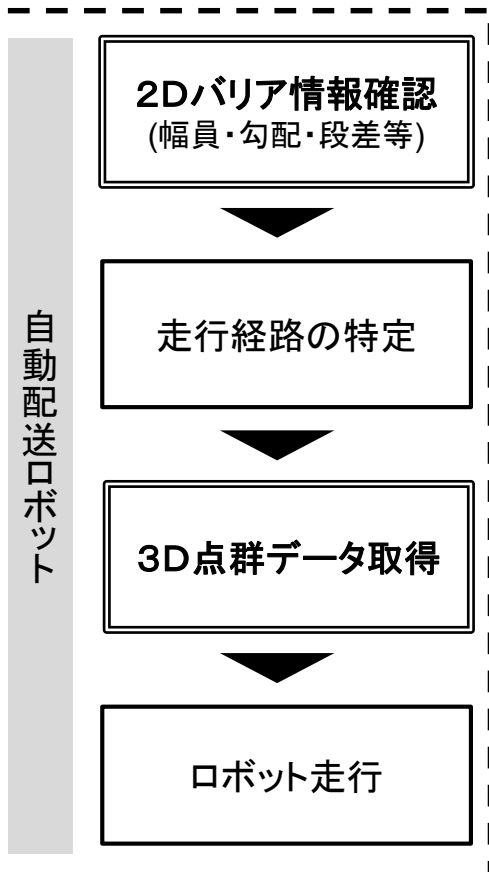 自動配送ロボット
2Dバリア情報確認
(幅員・勾配・段差等)
走行経路の特定
3D点群データ取得
ロボット走行